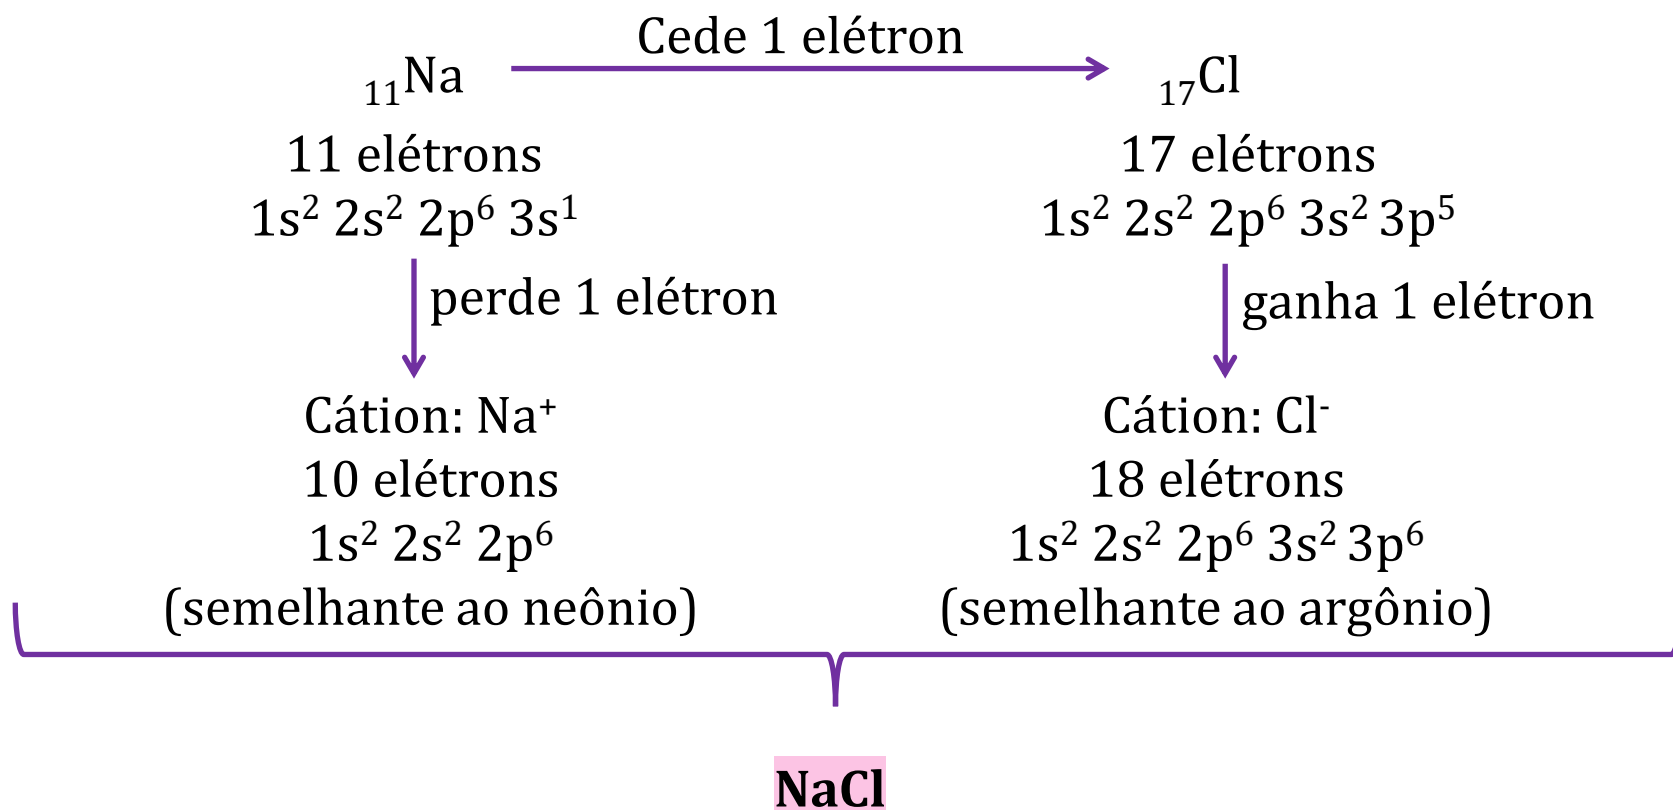 Cede 1 elétron
₁₁Na
₁₇Cl
11 elétrons
17 elétrons
1s² 2s² 2p⁶ 3s¹
1s² 2s² 2p⁶ 3s² 3p⁵
perde 1 elétron
ganha 1 elétron
Cátion: Na⁺
Cátion: Cl⁻
10 elétrons
18 elétrons
1s² 2s² 2p⁶
1s² 2s² 2p⁶ 3s² 3p⁶
(semelhante ao neônio)
(semelhante ao argônio)
NaCl